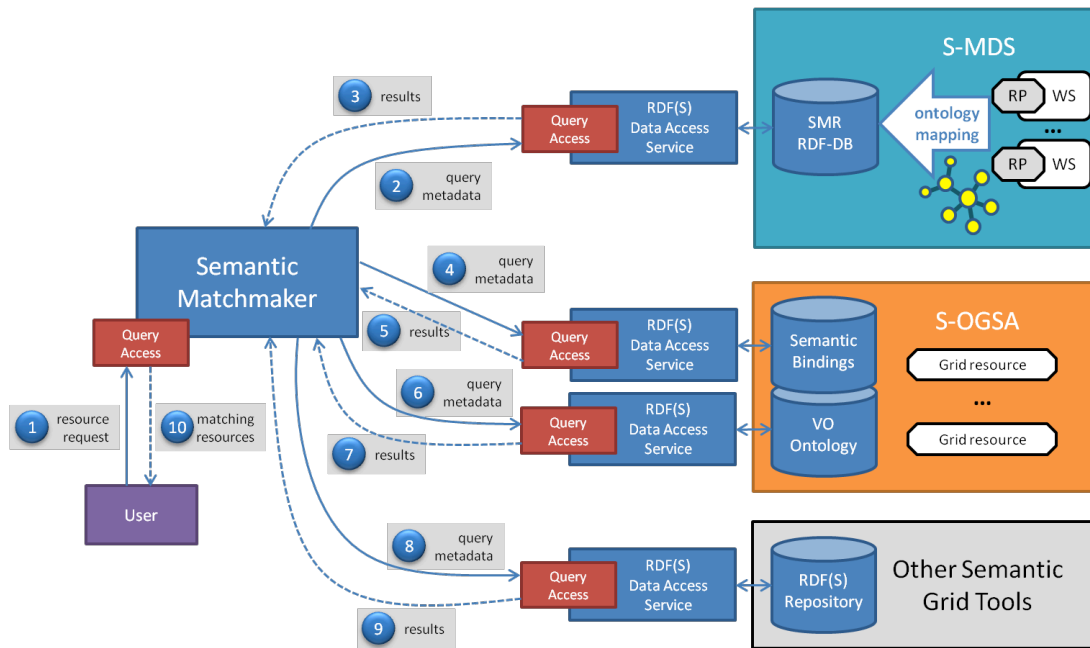 S-MDS
SMR
RDF-DB
ontology
mapping
RP
WS
...
RP
WS
3
results
Query
Access
RDF(S)
Data Access
Service
2
query
metadata
Semantic
Matchmaker
Query
Access
4
query
metadata
5
results
Query
Access
RDF(S)
Data Access
Service
S-OGSA
Semantic
Bindings
Grid resource
...
VO
Ontology
Grid resource
6
query
metadata
7
results
Query
Access
RDF(S)
Data Access
Service
1
resource
request
10
matching
resources
User
8
query
metadata
9
results
Query
Access
RDF(S)
Data Access
Service
RDF(S)
Repository
Other Semantic
Grid Tools